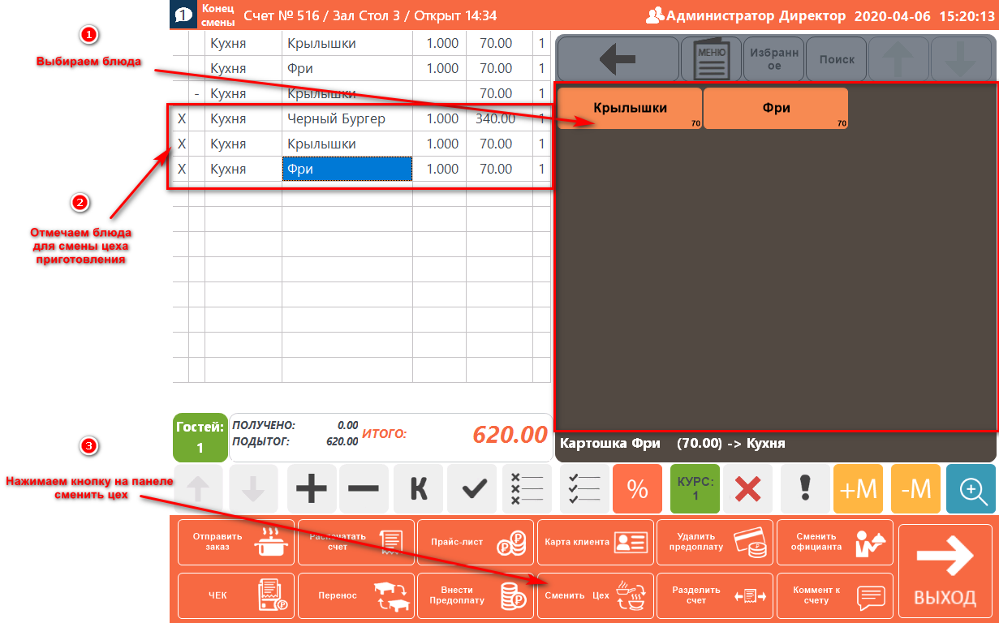 1
Конец
смены
Счет № 516 / Зал Стол 3 / Открыт 14:34
Администратор Директор 2020-04-06 15:20:13
1
Выбираем блюда
Кухня Крылышки 1.000 70.00 1
Кухня Фри 1.000 70.00 1
- Кухня Крылышки 70.00 1
X Кухня Черный Бургер 1.000 340.00 1
X Кухня Крылышки 1.000 70.00 1
X Кухня Фри 1.000 70.00 1
МЕНЮ
Избранн
ое
Поиск
Крылышки
70
Фри
70
2
Отмечаем блюда
для смены цеха
приготовления
Гостей:
1
ПОЛУЧЕНО: 0.00
ПОДЫТОГ: 620.00
ИТОГО: 620.00
Картошка Фри (70.00) -> Кухня
3
Нажимаем кнопку на панеле
сменить цех
К
%
КУРС:
1
!
+М
-М
Отправить
заказ
Распечатать
счет
Прайс-лист
Карта клиента
Удалить
предоплату
Сменить
официанта
ЧЕК
Перенос
Внести
Предоплату
Сменить Цех
Разделить
счет
Коммент к
счету
ВЫХОД